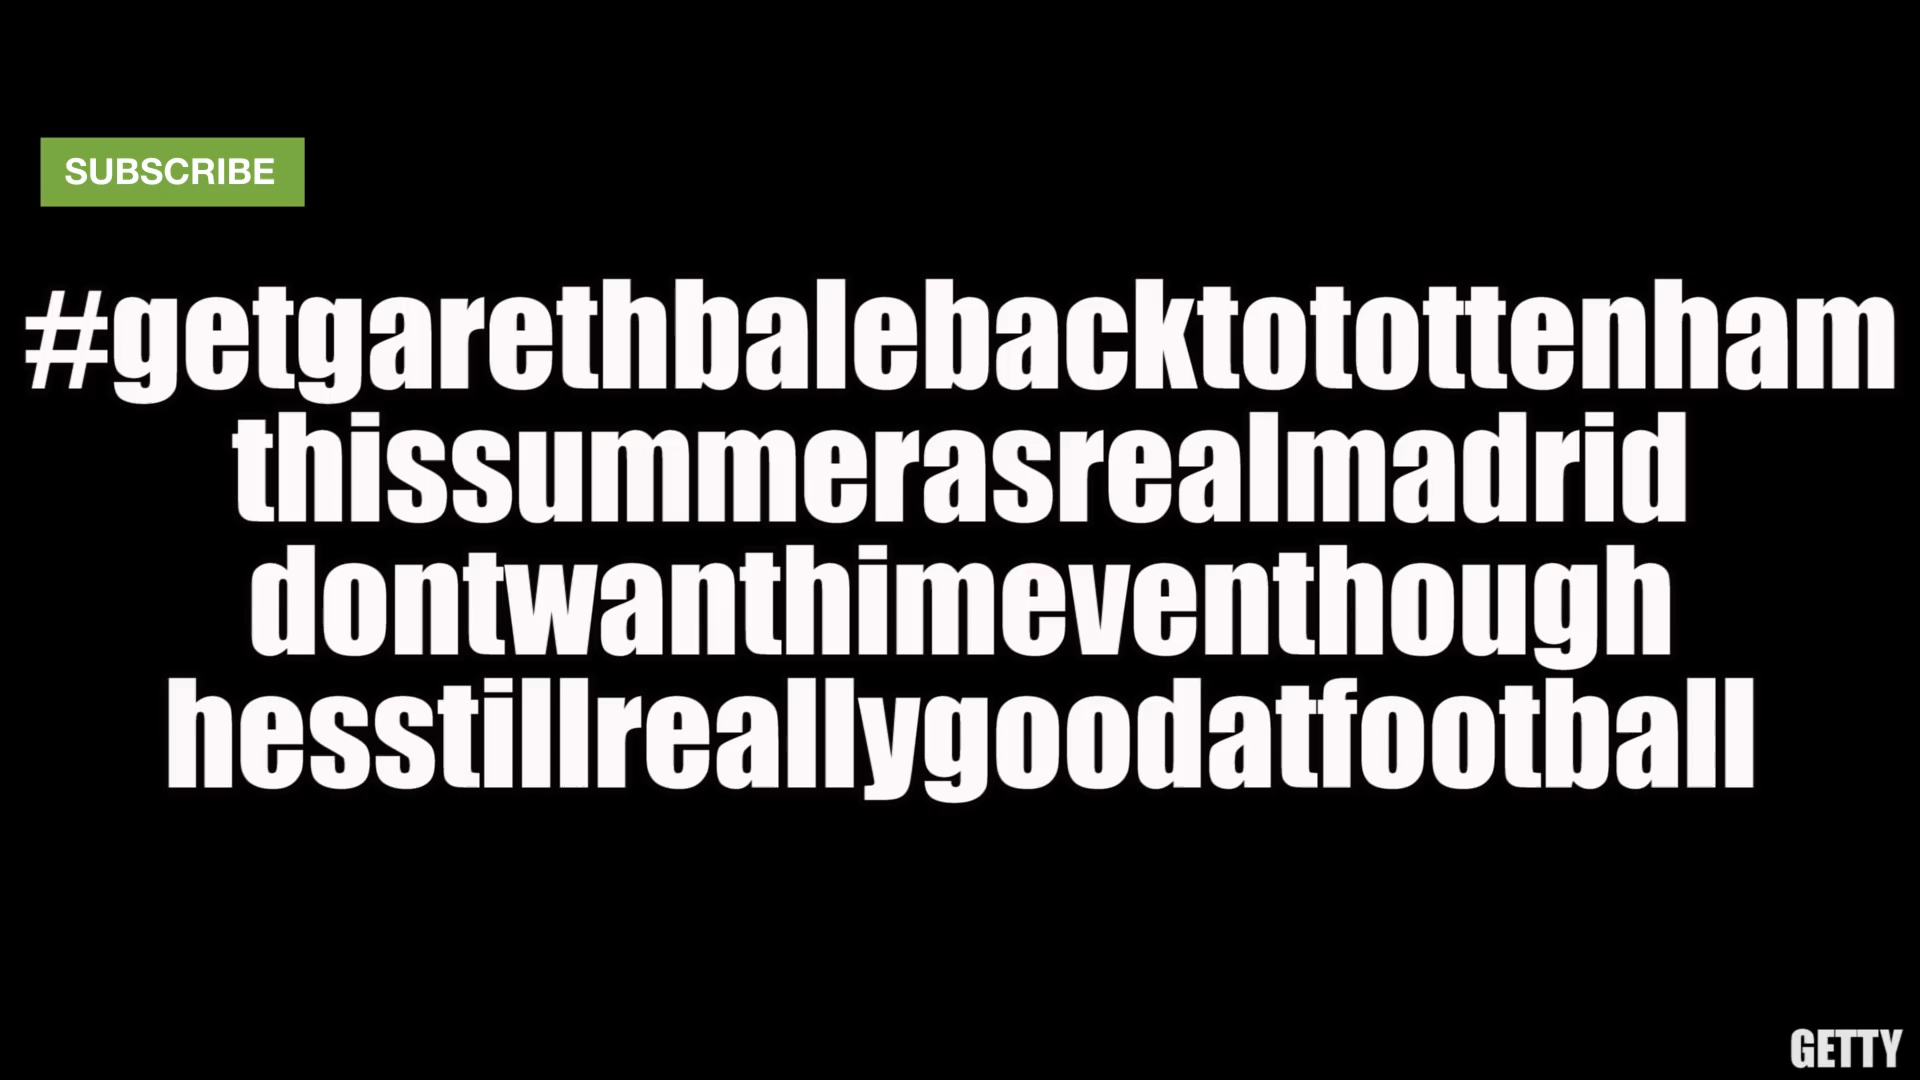 SUBSCRIBE
#getgarethbalebacktotottenham
thissummerasrealmadrid
dontwanthimeventhough
hesstillreallygoodatfootball
GETTY